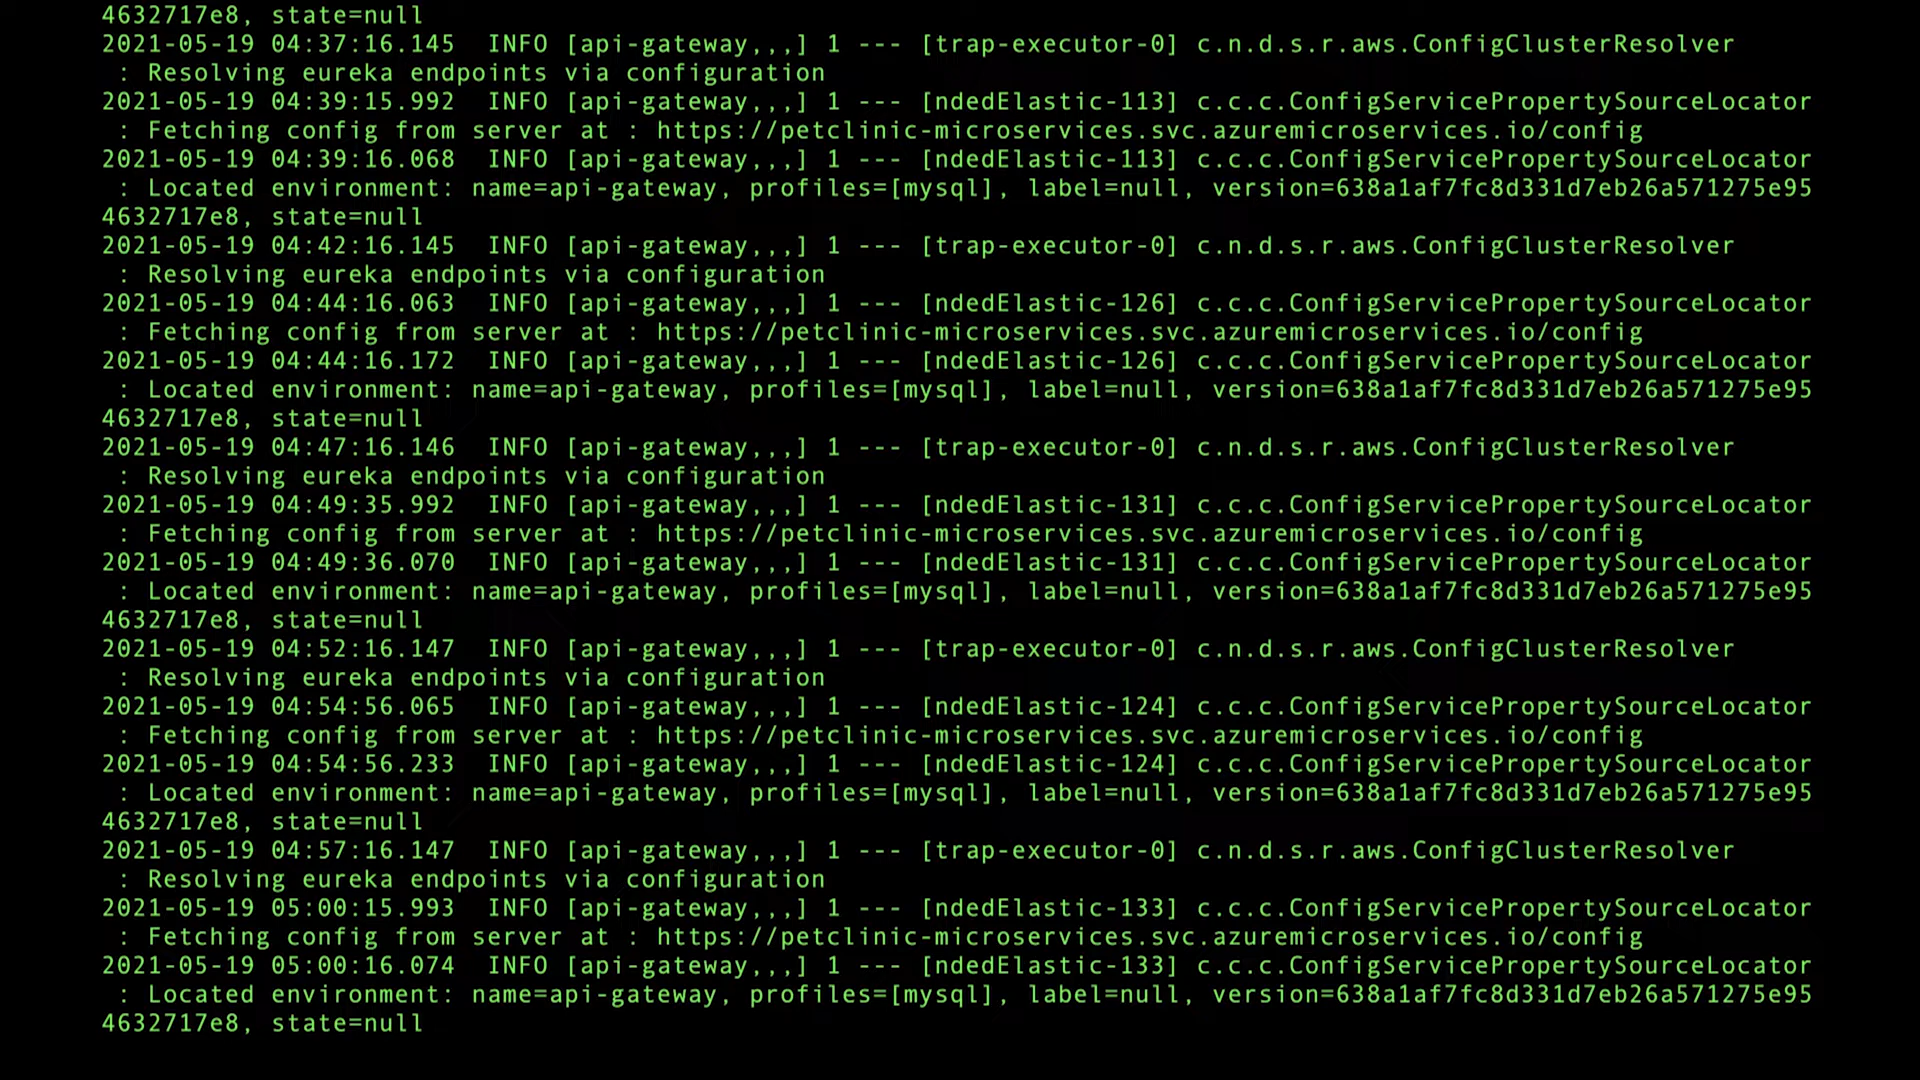 4632717e8, state=null
2021-05-19 04:37:16.145  INFO [api-gateway,,,] 1 --- [trap-executor-0] c.n.d.s.r.aws.ConfigClusterResolver
 : Resolving eureka endpoints via configuration
2021-05-19 04:39:15.992  INFO [api-gateway,,,] 1 --- [ndedElastic-113] c.c.c.ConfigServicePropertySourceLocator
 : Fetching config from server at : https://petclinic-microservices.svc.azuremicroservices.io/config
2021-05-19 04:39:16.068  INFO [api-gateway,,,] 1 --- [ndedElastic-113] c.c.c.ConfigServicePropertySourceLocator
 : Located environment: name=api-gateway, profiles=[mysql], label=null, version=638a1af7fc8d331d7eb26a571275e95
4632717e8, state=null
2021-05-19 04:42:16.145  INFO [api-gateway,,,] 1 --- [trap-executor-0] c.n.d.s.r.aws.ConfigClusterResolver
 : Resolving eureka endpoints via configuration
2021-05-19 04:44:16.063  INFO [api-gateway,,,] 1 --- [ndedElastic-126] c.c.c.ConfigServicePropertySourceLocator
 : Fetching config from server at : https://petclinic-microservices.svc.azuremicroservices.io/config
2021-05-19 04:44:16.172  INFO [api-gateway,,,] 1 --- [ndedElastic-126] c.c.c.ConfigServicePropertySourceLocator
 : Located environment: name=api-gateway, profiles=[mysql], label=null, version=638a1af7fc8d331d7eb26a571275e95
4632717e8, state=null
2021-05-19 04:47:16.146  INFO [api-gateway,,,] 1 --- [trap-executor-0] c.n.d.s.r.aws.ConfigClusterResolver
 : Resolving eureka endpoints via configuration
2021-05-19 04:49:35.992  INFO [api-gateway,,,] 1 --- [ndedElastic-131] c.c.c.ConfigServicePropertySourceLocator
 : Fetching config from server at : https://petclinic-microservices.svc.azuremicroservices.io/config
2021-05-19 04:49:36.070  INFO [api-gateway,,,] 1 --- [ndedElastic-131] c.c.c.ConfigServicePropertySourceLocator
 : Located environment: name=api-gateway, profiles=[mysql], label=null, version=638a1af7fc8d331d7eb26a571275e95
4632717e8, state=null
2021-05-19 04:52:16.147  INFO [api-gateway,,,] 1 --- [trap-executor-0] c.n.d.s.r.aws.ConfigClusterResolver
 : Resolving eureka endpoints via configuration
2021-05-19 04:54:56.065  INFO [api-gateway,,,] 1 --- [ndedElastic-124] c.c.c.ConfigServicePropertySourceLocator
 : Fetching config from server at : https://petclinic-microservices.svc.azuremicroservices.io/config
2021-05-19 04:54:56.233  INFO [api-gateway,,,] 1 --- [ndedElastic-124] c.c.c.ConfigServicePropertySourceLocator
 : Located environment: name=api-gateway, profiles=[mysql], label=null, version=638a1af7fc8d331d7eb26a571275e95
4632717e8, state=null
2021-05-19 04:57:16.147  INFO [api-gateway,,,] 1 --- [trap-executor-0] c.n.d.s.r.aws.ConfigClusterResolver
 : Resolving eureka endpoints via configuration
2021-05-19 05:00:15.993  INFO [api-gateway,,,] 1 --- [ndedElastic-133] c.c.c.ConfigServicePropertySourceLocator
 : Fetching config from server at : https://petclinic-microservices.svc.azuremicroservices.io/config
2021-05-19 05:00:16.074  INFO [api-gateway,,,] 1 --- [ndedElastic-133] c.c.c.ConfigServicePropertySourceLocator
 : Located environment: name=api-gateway, profiles=[mysql], label=null, version=638a1af7fc8d331d7eb26a571275e95
4632717e8, state=null